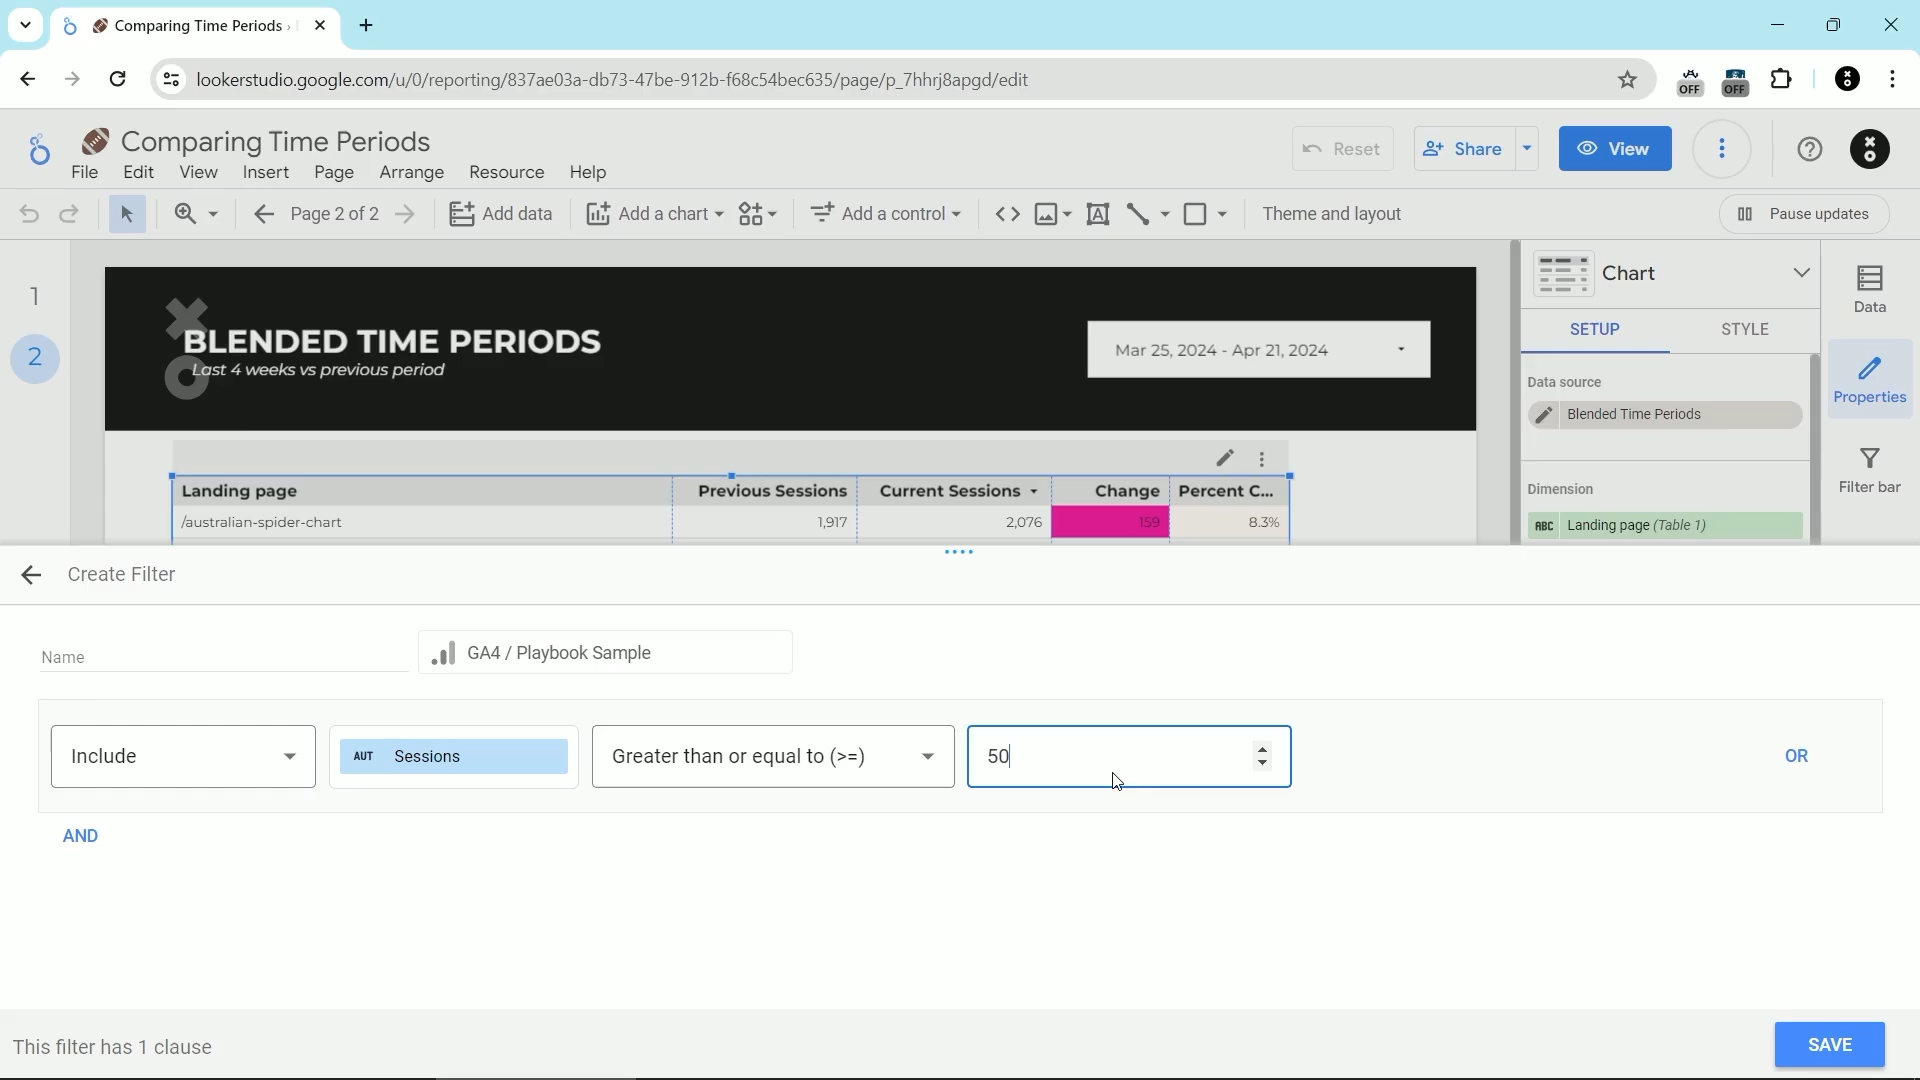 Comparing Time Periods ›
lookerstudio.google.com/u/0/reporting/837ae03a-db73-47be-912b-f68c54bec635/page/p_7hhrj8apgd/edit
OFF OFF
Comparing Time Periods
Reset Share View
File Edit View Insert Page Arrange Resource Help
Page 2 of 2 Add data Add a chart Add a control Theme and layout Pause updates
1
2
BLENDED TIME PERIODS
Last 4 weeks vs previous period
Mar 25, 2024 - Apr 21, 2024
Chart
SETUP STYLE
Data source
Blended Time Periods
Dimension
ABC Landing page (Table 1)
Data
Properties
Filter bar
Landing page Previous Sessions Current Sessions Change Percent C...
/australian-spider-chart 1,917 2,076 159 8.3%
Create Filter
Name GA4 / Playbook Sample
Include AUT Sessions Greater than or equal to (>=) 50 OR
AND
This filter has 1 clause SAVE